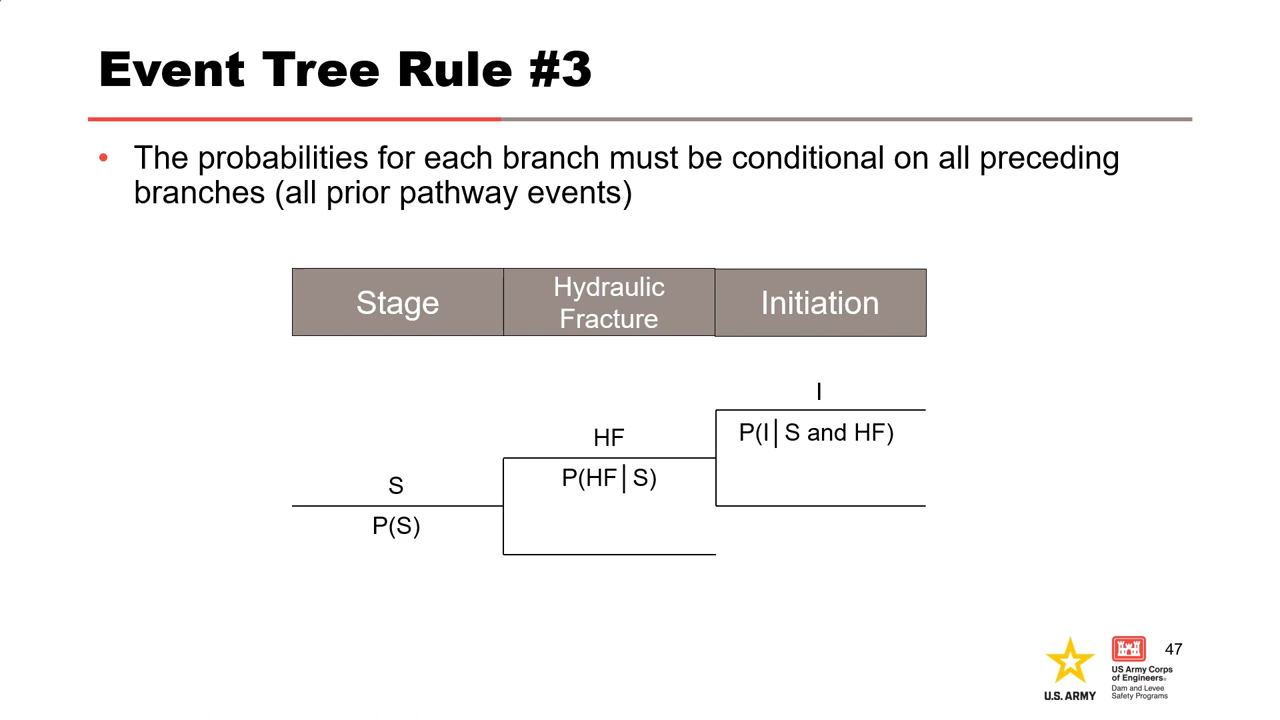 Event Tree Rule #3
• The probabilities for each branch must be conditional on all preceding
branches (all prior pathway events)
Stage
Hydraulic
Fracture
Initiation
I
P(I│S and HF)
HF
P(HF│S)
S
P(S)
47
U.S. ARMY
US Army Corps
of Engineers®
Dam and Levee
Safety Programs